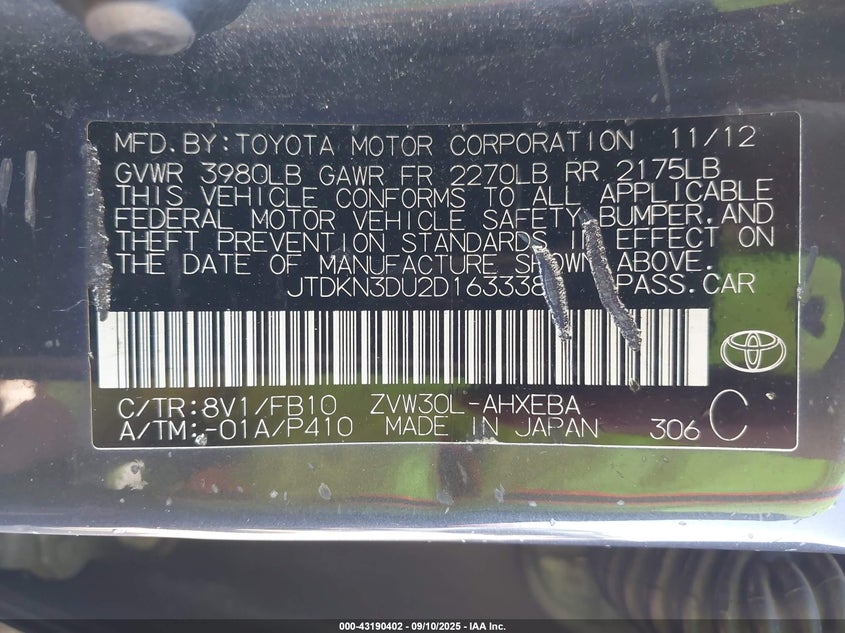 MFD.BY:TOYOTA MOTOR CORPORATION 11/12
GVWR 3980LB GAWR FR 2270LB RR 2175LB
THIS VEHICLE CONFORMS TO ALL APPLICABLE
FEDERAL MOTOR VEHICLE SAFETY, BUMPER, AND
THEFT PREVENTION STANDARDS IN EFFECT ON
THE DATE OF MANUFACTURE SHOWN ABOVE.
JTDKN3DU2D163338 PASS.CAR
C/TR:8V1/FB10 ZVW30L-AHXEBA
A/TM:-01A/P410 MADE IN JAPAN 306 C
000-43190402 - 09/10/2025 - IAA Inc.